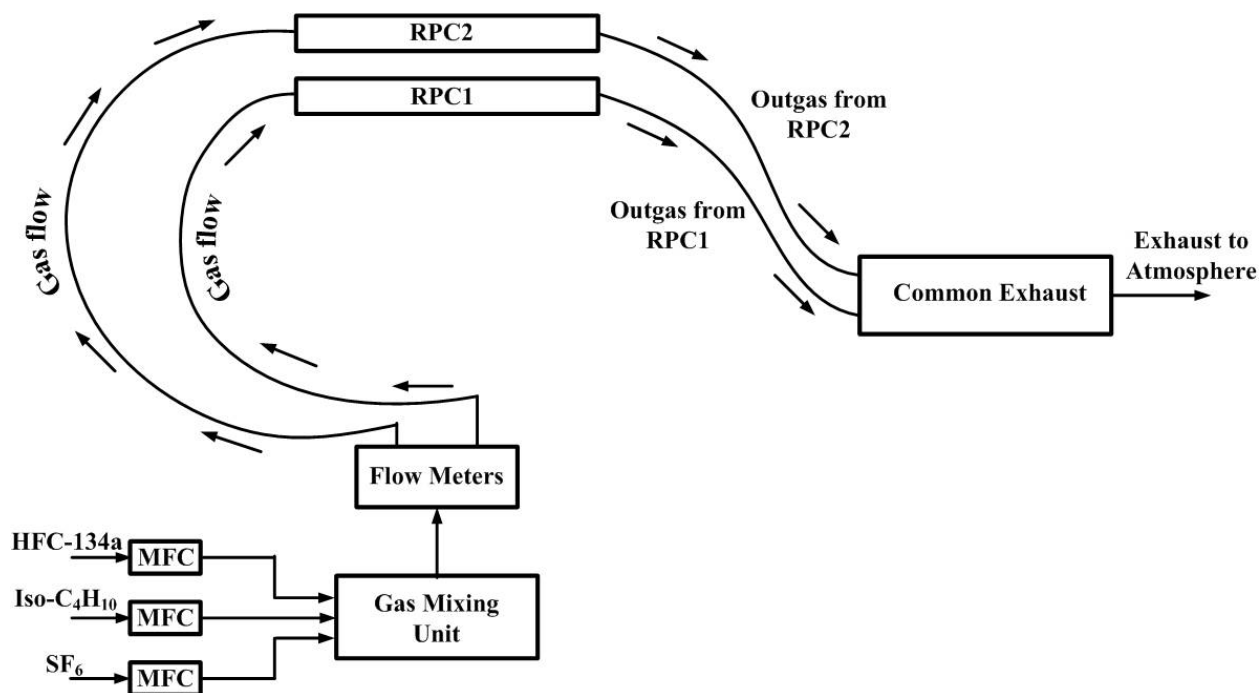 RPC2
RPC1
Outgas from
RPC2
Outgas from
RPC1
Gas flow
Gas flow
Exhaust to
Atmosphere
Common Exhaust
Flow Meters
HFC-134a
MFC
Iso-C₄H₁₀
MFC
Gas Mixing
Unit
SF₆
MFC